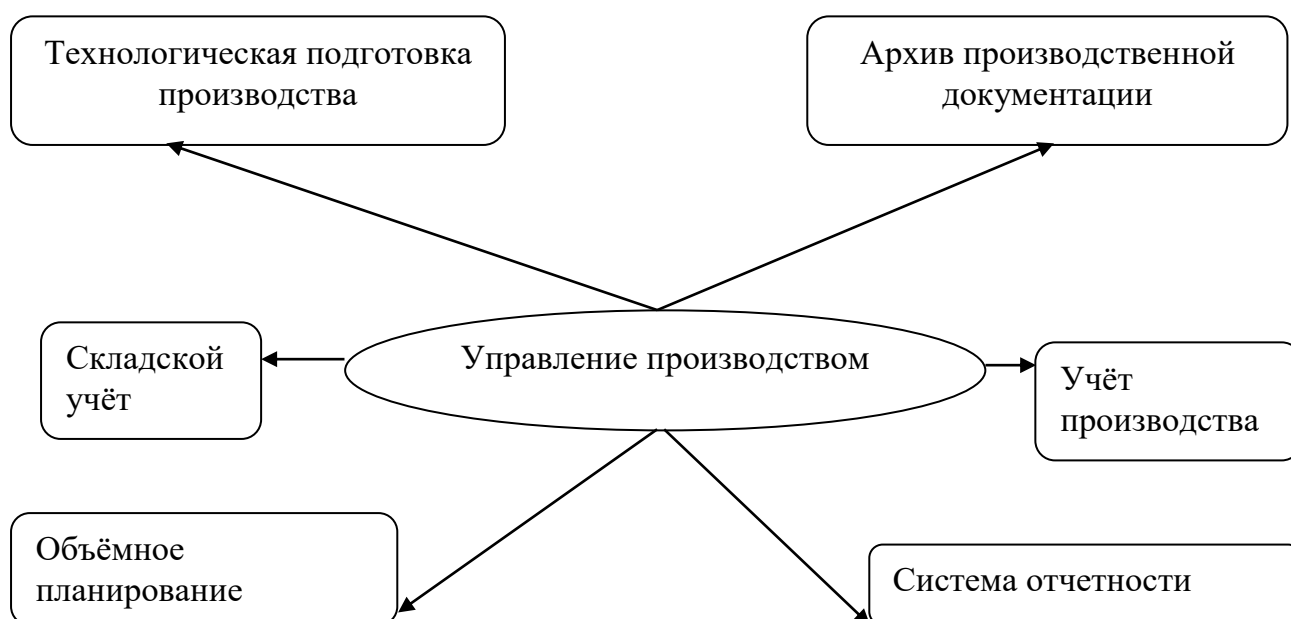 Технологическая подготовка
производства
Архив производственной
документации
Складской
учёт
Управление производством
Учёт
производства
Объёмное
планирование
Система отчетности